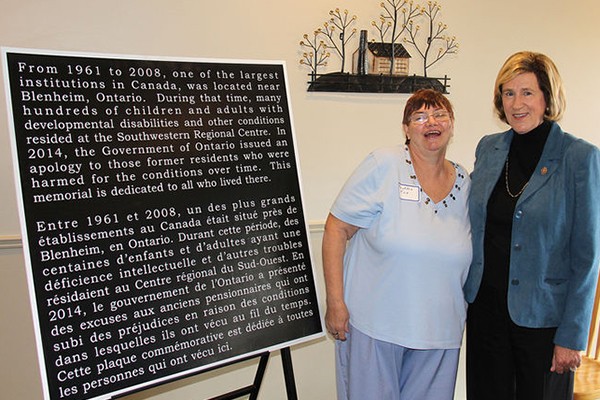 From 1961 to 2008, one of the largest
institutions in Canada, was located near
Blenheim, Ontario. During that time, many
hundreds of children and adults with
developmental disabilities and other conditions
resided at the Southwestern Regional Centre. In
2014, the Government of Ontario issued an
apology to those former residents who were
harmed for the conditions over time. This
memorial is dedicated to all who lived there.
Entre 1961 et 2008, un des plus grands
établissements au Canada était situé près de
Blenheim, en Ontario. Durant cette période, des
centaines d'enfants et d'adultes ayant une
déficience intellectuelle et d'autres troubles
résidaient au Centre régional du Sud-Ouest. En
2014, le gouvernement de l'Ontario a présenté
des excuses aux anciens pensionnaires qui ont
subi des préjudices en raison des conditions
dans lesquelles ils ont vécu au fil du temps.
Cette plaque commémorative est dédiée à toutes
les personnes qui ont vécu ici.